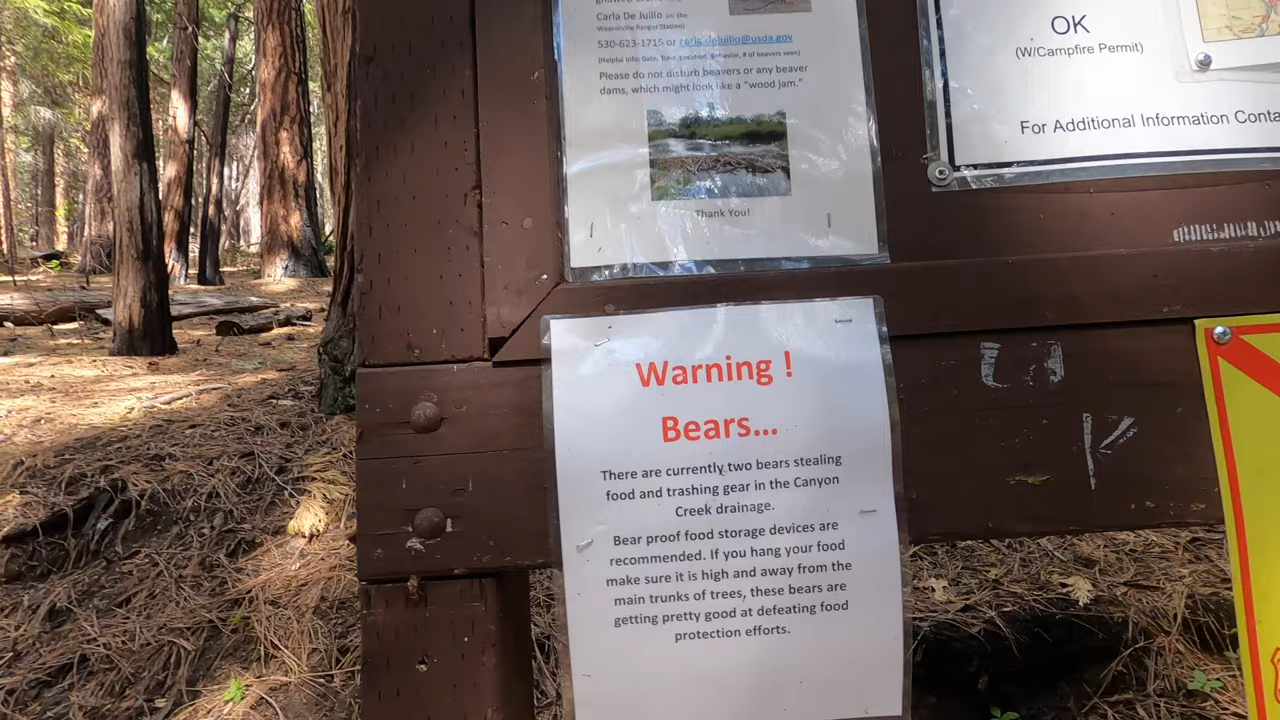 Carla De Juilio (at the
Weaverville Ranger Station)
530-623-1715 or carla.dejuilio@usda.gov
(Helpful info: Date, Time, Location, Behavior, # of beavers seen)
Please do not disturb beavers or any beaver
dams, which might look like a "wood jam."
Thank You!
OK
(W/Campfire Permit)
For Additional Information Conta
Warning !
Bears...
There are currently two bears stealing
food and trashing gear in the Canyon
Creek drainage.
Bear proof food storage devices are
recommended. If you hang your food
make sure it is high and away from the
main trunks of trees, these bears are
getting pretty good at defeating food
protection efforts.